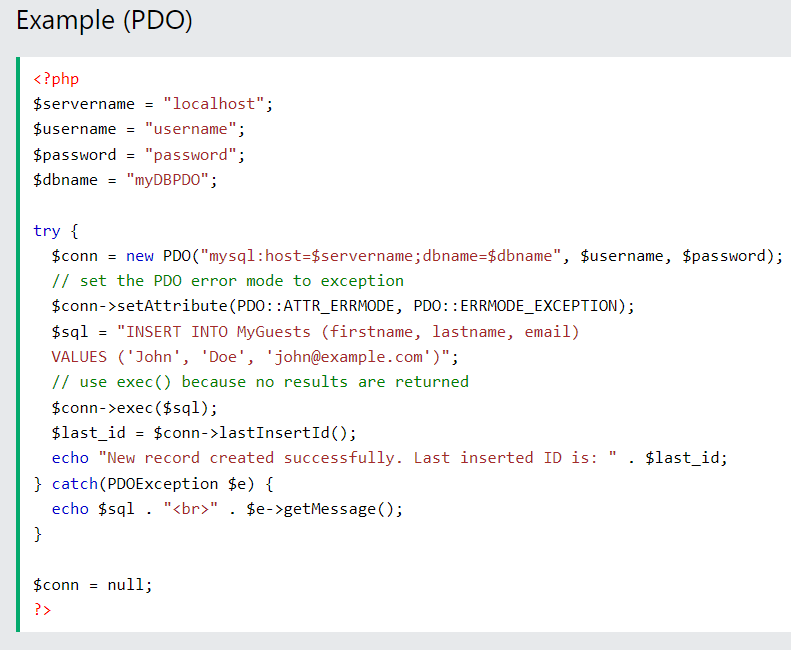 Example (PDO)
<?php
$servername = "localhost";
$username = "username";
$password = "password";
$dbname = "myDBPDO";
try {
$conn = new PDO("mysql:host=$servername;dbname=$dbname", $username, $password);
// set the PDO error mode to exception
$conn->setAttribute(PDO::ATTR_ERRMODE, PDO::ERRMODE_EXCEPTION);
$sql = "INSERT INTO MyGuests (firstname, lastname, email)
VALUES ('John', 'Doe', 'john@example.com')";
// use exec() because no results are returned
$conn->exec($sql);
$last_id = $conn->lastInsertId();
echo "New record created successfully. Last inserted ID is: " . $last_id;
} catch(PDOException $e) {
echo $sql . "<br>" . $e->getMessage();
}
$conn = null;
?>